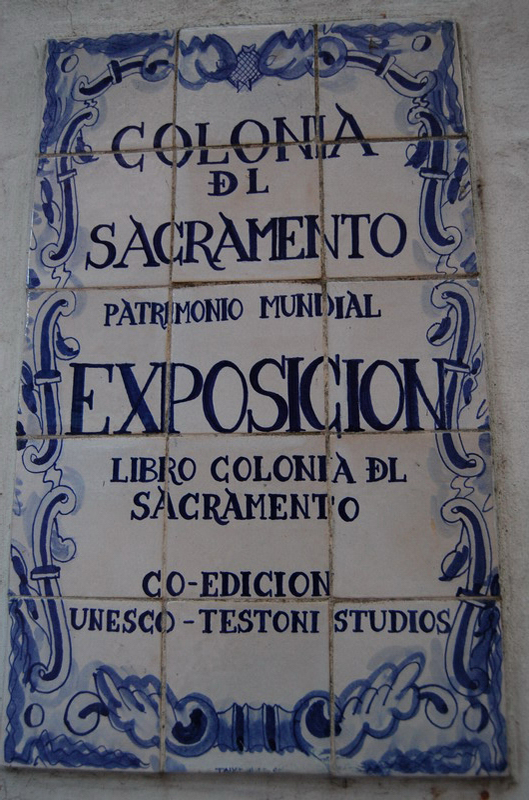 COLONIA
DL
SACRAMENTO
PATRIMONIO MUNDIAL
EXPOSICION
LIBRO COLONIA DL
SACRAMENTO
CO-EDICION
UNESCO - TESTONI STUDIOS